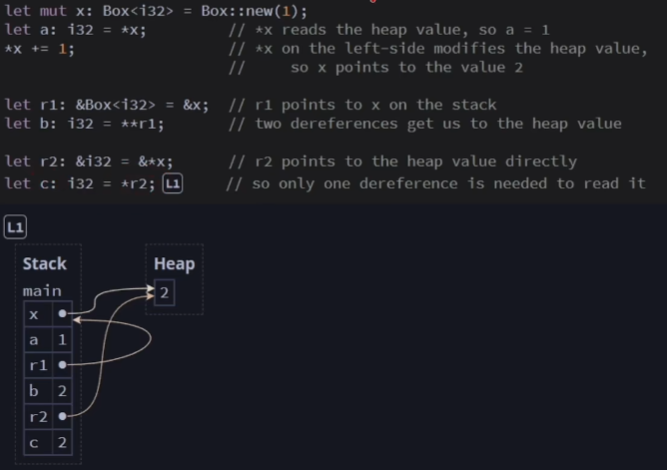 let mut x: Box<i32> = Box::new(1);
let a: i32 = *x;         // *x reads the heap value, so a = 1
*x += 1;                 // *x on the left-side modifies the heap value,
                         //     so x points to the value 2
let r1: &Box<i32> = &x;  // r1 points to x on the stack
let b: i32 = **r1;       // two dereferences get us to the heap value
let r2: &i32 = &*x;      // r2 points to the heap value directly
let c: i32 = *r2; L1     // so only one dereference is needed to read it
L1
Stack
Heap
main
2
x
a 1
r1
b 2
r2
c 2